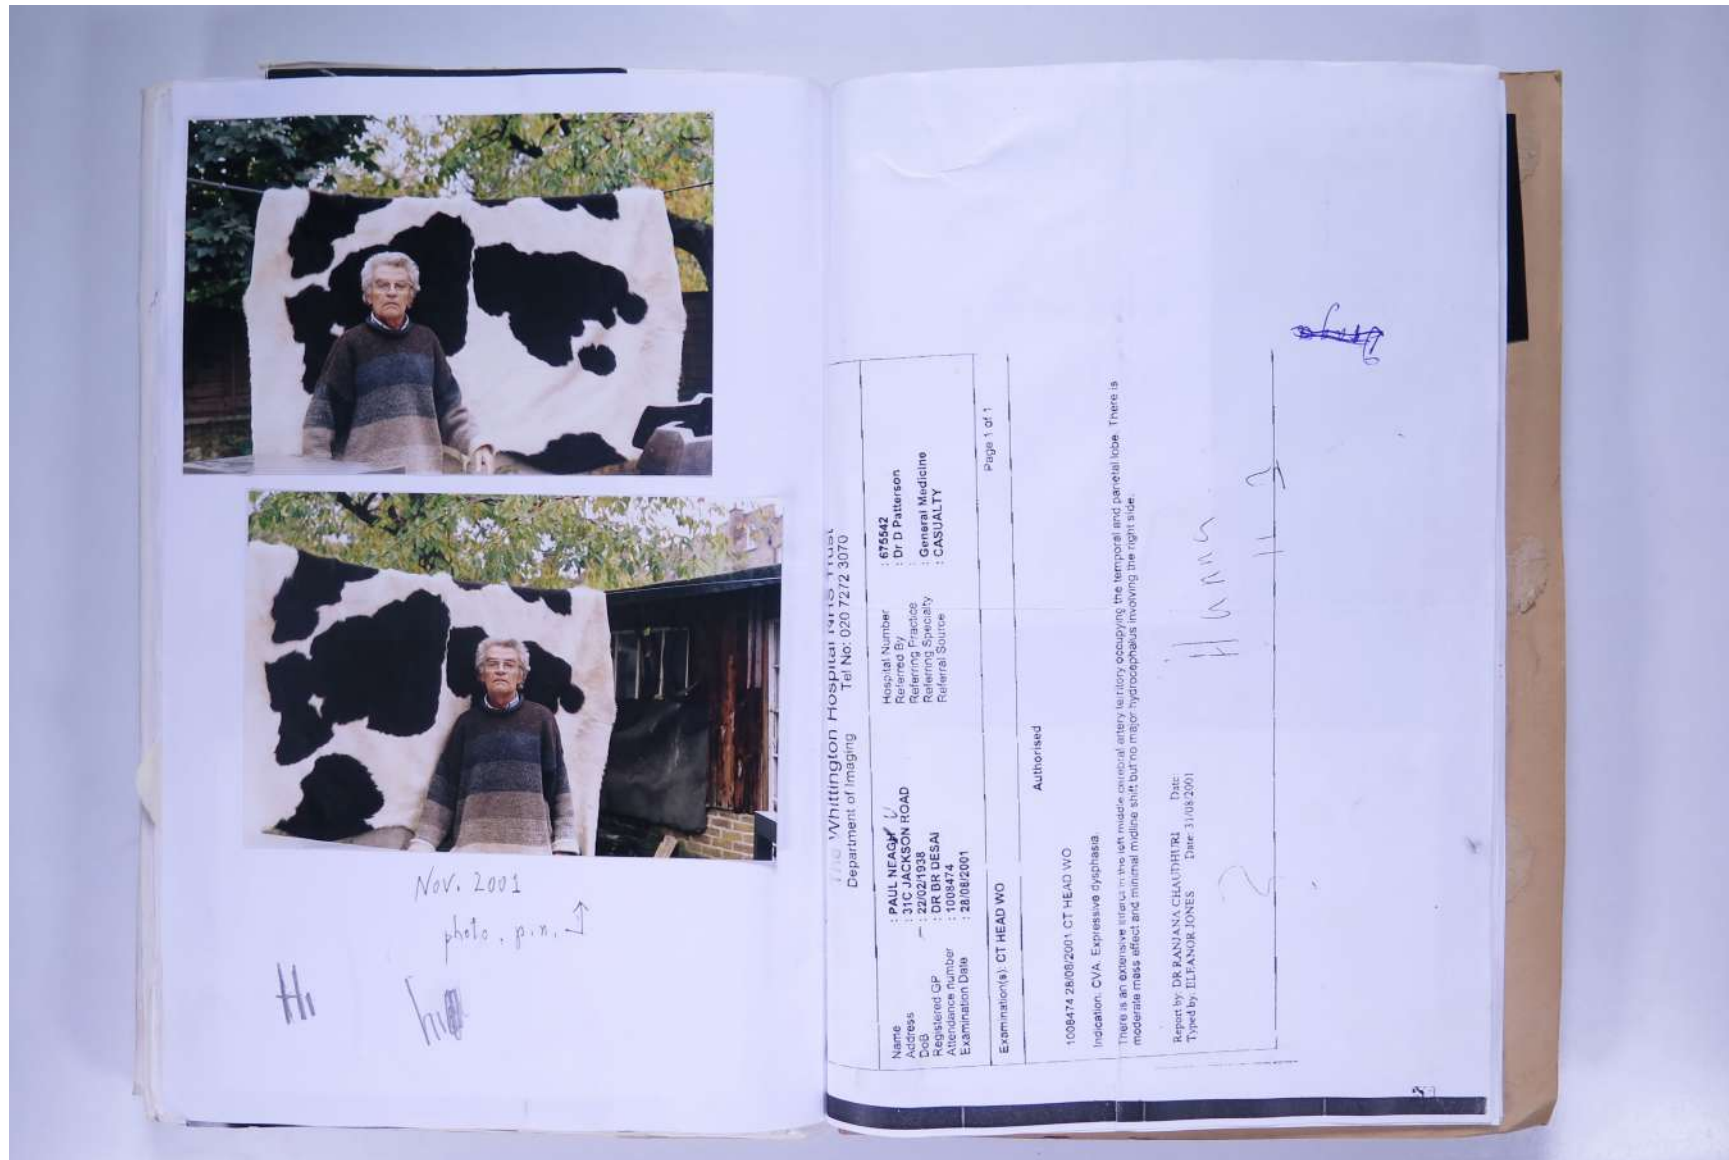 Nov. 2001
photo. p.n.
Hi
hi
The Whittington Hospital NHS Trust
Department of Imaging Tel No: 020 7272 3070
Name : PAUL NEAGU Hospital Number : 675542
Address : 31C JACKSON ROAD Referred By : Dr D Patterson
DoB : 22/02/1938 Referring Practice :
Registered GP : DR BR DESAI Referring Specialty : General Medicine
Attendance number : 1008474 Referral Source : CASUALTY
Examination Date : 28/08/2001
Examination(s): CT HEAD WO Page 1 of 1
Authorised
1008474 28/08/2001 CT HEAD WO
Indication. CVA. Expressive dysphasia.
There is an extensive infarct in the left middle cerebral artery territory occupying the temporal and parietal lobe. There is
moderate mass effect and minimal midline shift but no major hydrocephalus involving the right side.
Report by: DR RANJANA CHAUDHURI Date:
Typed by: ELEANOR JONES Date: 31/08/2001